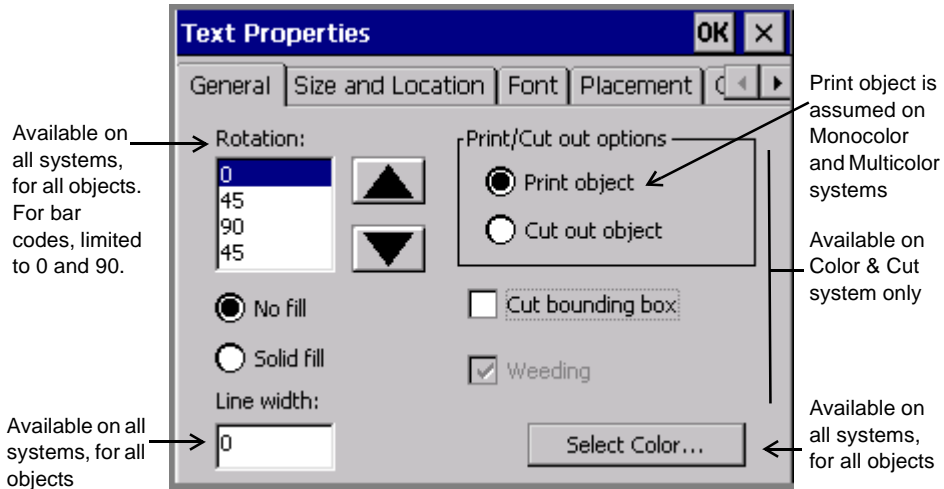 Text Properties
OK
General
Size and Location
Font
Placement
Available on
all systems,
for all objects.
For bar
codes, limited
to 0 and 90.
Rotation:
0
45
90
45
No fill
Solid fill
Line width:
0
Available on all
systems, for all
objects
Print/Cut out options
Print object
Cut out object
Cut bounding box
Weeding
Select Color...
Print object is
assumed on
Monocolor
and Multicolor
systems
Available on
Color & Cut
system only
Available on
all systems,
for all objects